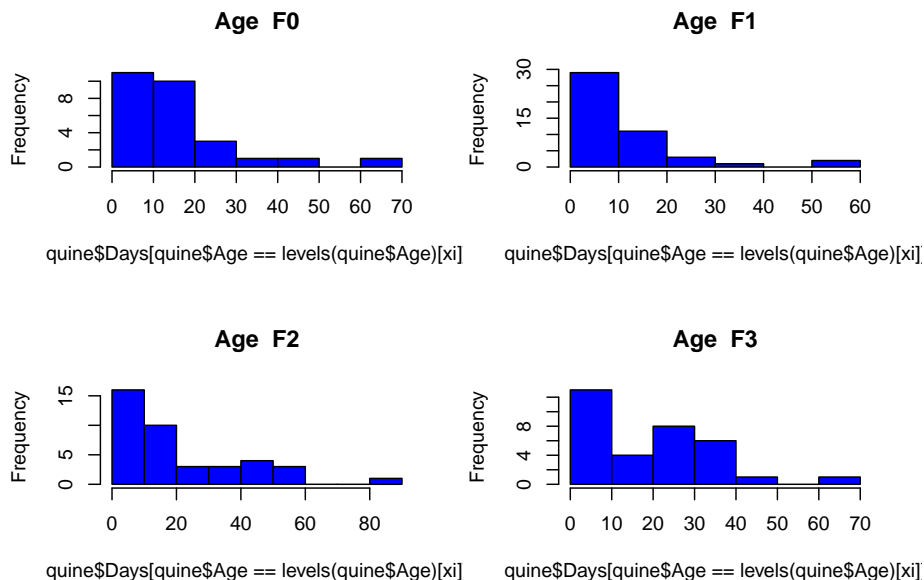 Age F0
Frequency
0 4 8
0 10 20 30 40 50 60 70
quine$Days[quine$Age == levels(quine$Age)[xi]
Age F1
Frequency
0 15 30
0 10 20 30 40 50 60
quine$Days[quine$Age == levels(quine$Age)[xi]]
Age F2
Frequency
0 5 15
0 20 40 60 80
quine$Days[quine$Age == levels(quine$Age)[xi]
Age F3
Frequency
0 4 8
0 10 20 30 40 50 60 70
quine$Days[quine$Age == levels(quine$Age)[xi]]